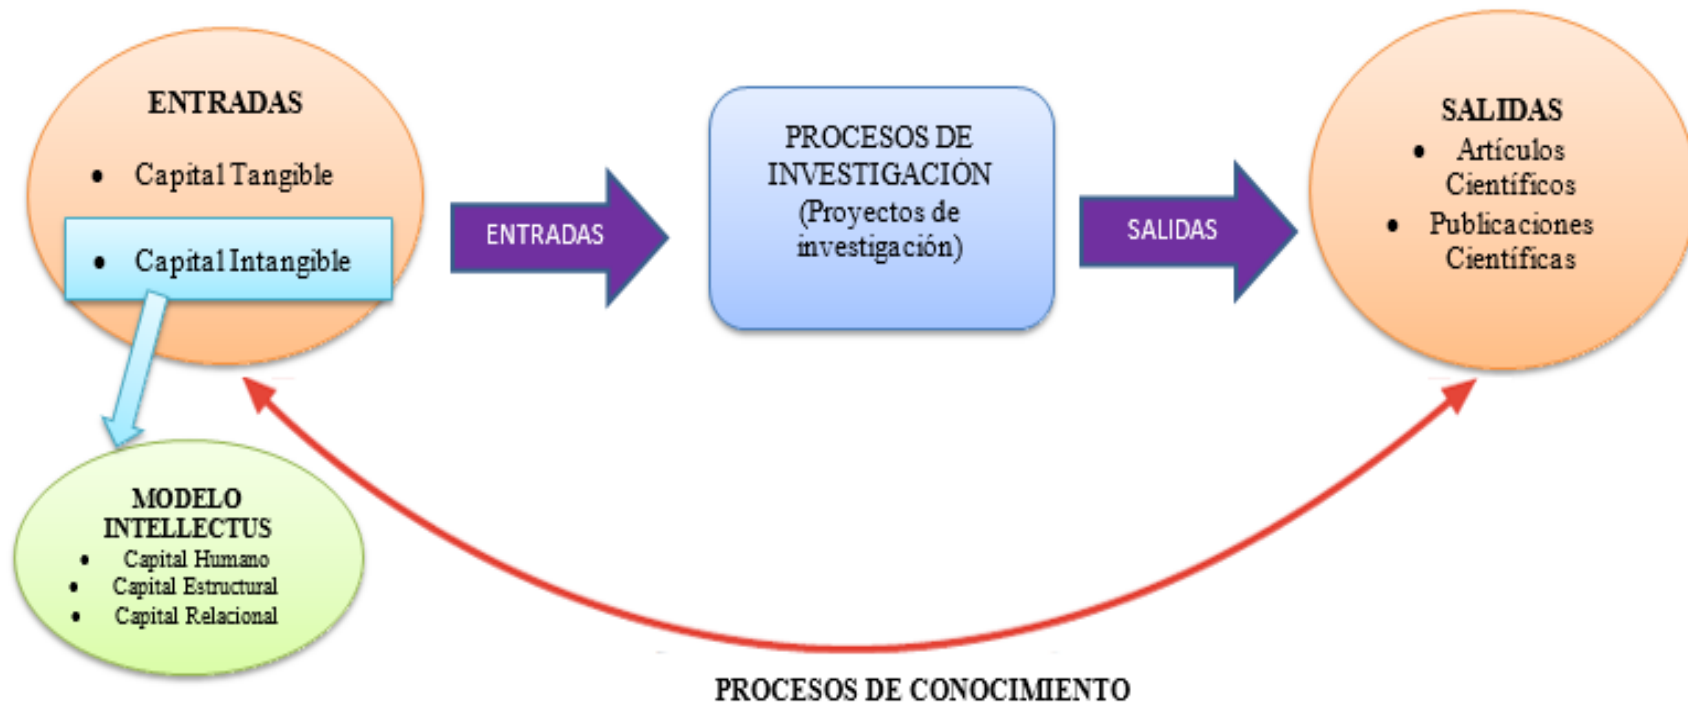 ENTRADAS
• Capital Tangible
• Capital Intangible
MODELO
INTELLECTUS
• Capital Humano
• Capital Estructural
• Capital Relacional
ENTRADAS
PROCESOS DE
INVESTIGACIÓN
(Proyectos de
investigación)
SALIDAS
SALIDAS
• Artículos
Científicos
• Publicaciones
Científicas
PROCESOS DE CONOCIMIENTO